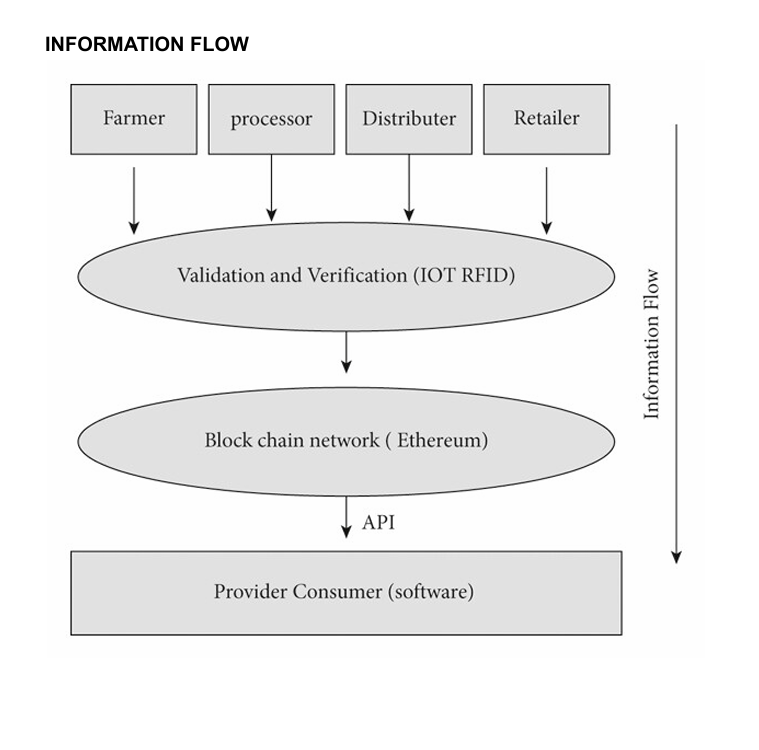 INFORMATION FLOW
Farmer
processor
Distributer
Retailer
Validation and Verification (IOT RFID)
Block chain network ( Ethereum)
API
Provider Consumer (software)
Information Flow